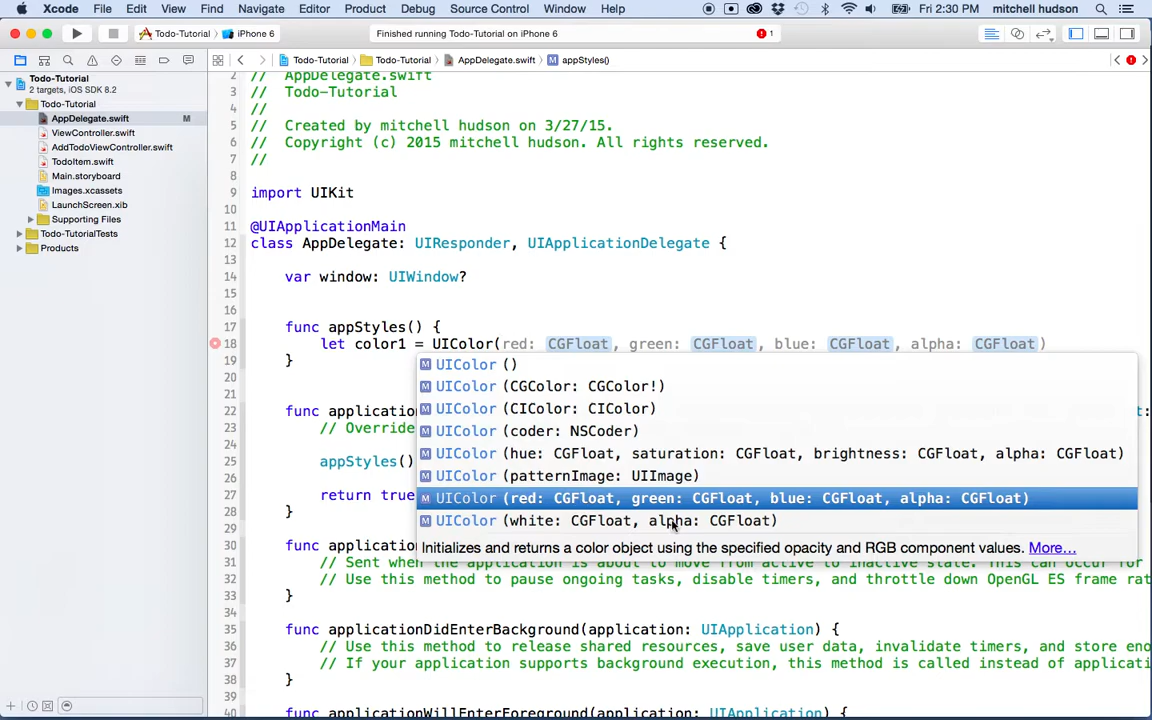 Xcode File Edit View Find Navigate Editor Product Debug Source Control Window Help Fri 2:30 PM mitchell hudson
Todo-Tutorial iPhone 6 Finished running Todo-Tutorial on iPhone 6 1
Todo-Tutorial Todo-Tutorial AppDelegate.swift appStyles()
Todo-Tutorial
2 targets, iOS SDK 8.2
Todo-Tutorial
AppDelegate.swift M
ViewController.swift
AddTodoViewController.swift
TodoItem.swift
Main.storyboard
Images.xcassets
LaunchScreen.xib
Supporting Files
Todo-TutorialTests
Products
2 // AppDelegate.swift
3 // Todo-Tutorial
4 //
5 // Created by mitchell hudson on 3/27/15.
6 // Copyright (c) 2015 mitchell hudson. All rights reserved.
7 //
8
9 import UIKit
10
11 @UIApplicationMain
12 class AppDelegate: UIResponder, UIApplicationDelegate {
13
14 var window: UIWindow?
15
16
17 func appStyles() {
18 let color1 = UIColor(red: CGFloat, green: CGFloat, blue: CGFloat, alpha: CGFloat)
19 }
20
21
22 func application
23 // Override
24
25 appStyles()
26
27 return true
28 }
29
30 func application
31 // Sent when the application is about to move from active to inactive state. This can occur for
32 // Use this method to pause ongoing tasks, disable timers, and throttle down OpenGL ES frame rat
33 }
34
35 func applicationDidEnterBackground(application: UIApplication) {
36 // Use this method to release shared resources, save user data, invalidate timers, and store eno
37 // If your application supports background execution, this method is called instead of applicati
38 }
39
40 func applicationWillEnterForeground(application: UIApplication) {
UIColor ()
UIColor (CGColor: CGColor!)
UIColor (CIColor: CIColor)
UIColor (coder: NSCoder)
UIColor (hue: CGFloat, saturation: CGFloat, brightness: CGFloat, alpha: CGFloat)
UIColor (patternImage: UIImage)
UIColor (red: CGFloat, green: CGFloat, blue: CGFloat, alpha: CGFloat)
UIColor (white: CGFloat, alpha: CGFloat)
Initializes and returns a color object using the specified opacity and RGB component values. More...